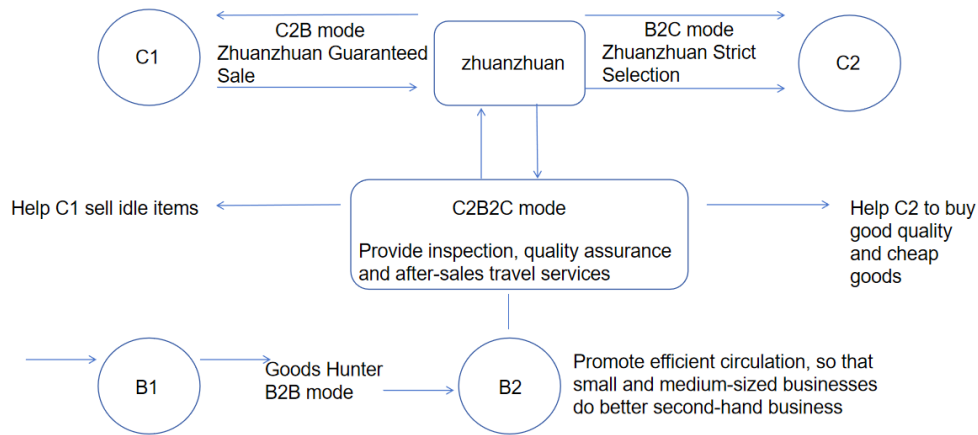 C1
C2B mode
Zhuanzhuan Guaranteed
Sale
zhuanzhuan
B2C mode
Zhuanzhuan Strict
Selection
C2
Help C1 sell idle items
C2B2C mode
Provide inspection, quality assurance
and after-sales travel services
Help C2 to buy
good quality
and cheap
goods
B1
Goods Hunter
B2B mode
B2
Promote efficient circulation, so that
small and medium-sized businesses
do better second-hand business